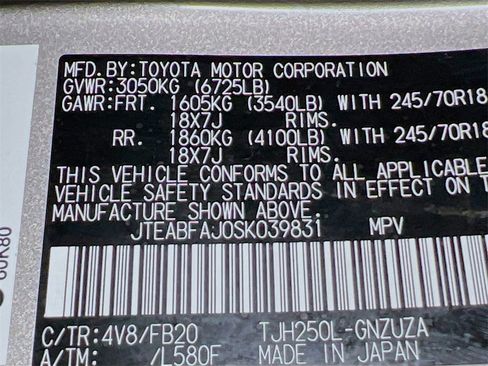 MFD.BY:TOYOTA MOTOR CORPORATION
GVWR:3050KG (6725LB)
GAWR:FRT. 1605KG (3540LB) WITH 245/70R18
18X7J RIMS.
RR. 1860KG (4100LB) WITH 245/70R18
18X7J RIMS.
THIS VEHICLE CONFORMS TO ALL APPLICABLE
VEHICLE SAFETY STANDARDS IN EFFECT ON
MANUFACTURE SHOWN ABOVE.
JTEABFAJ0SK039831 MPV
C/TR:4V8/FB20 TJH250L-GNZUZA
A/TM: /L580F MADE IN JAPAN
60K80